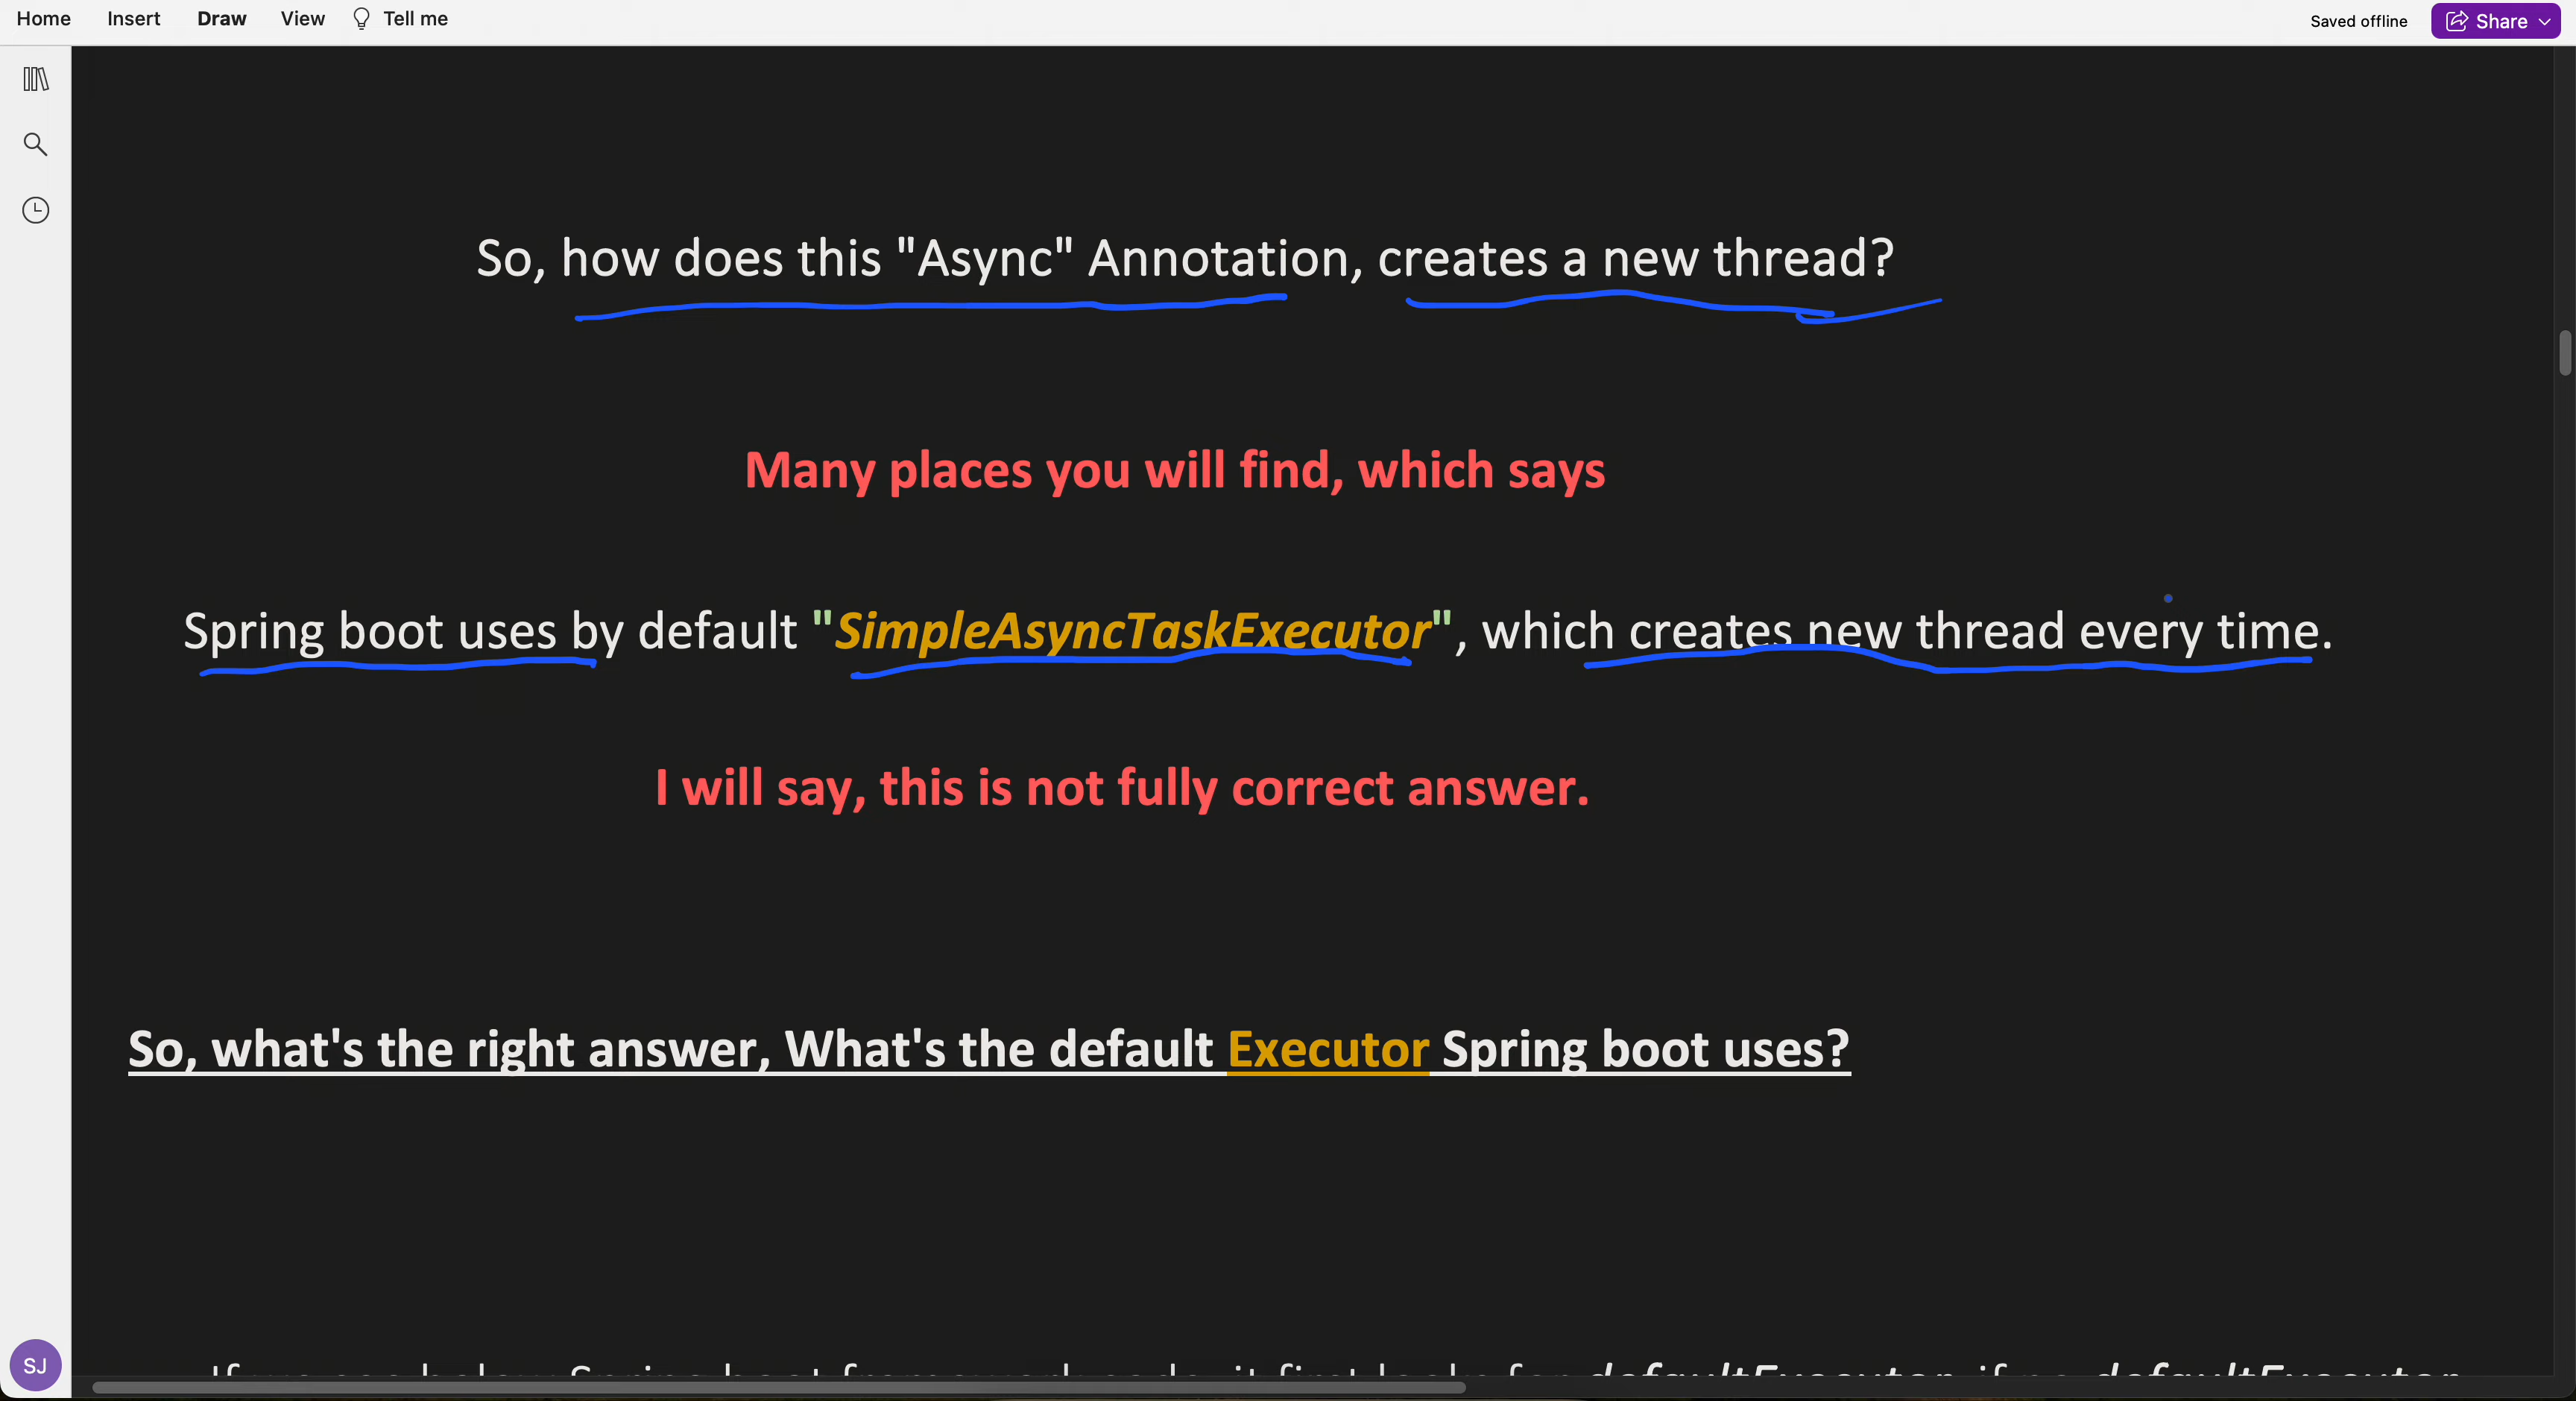 Home Insert Draw View Tell me Saved offline Share
So, how does this "Async" Annotation, creates a new thread?
Many places you will find, which says
Spring boot uses by default "SimpleAsyncTaskExecutor", which creates new thread every time.
I will say, this is not fully correct answer.
So, what's the right answer, What's the default Executor Spring boot uses?
SJ